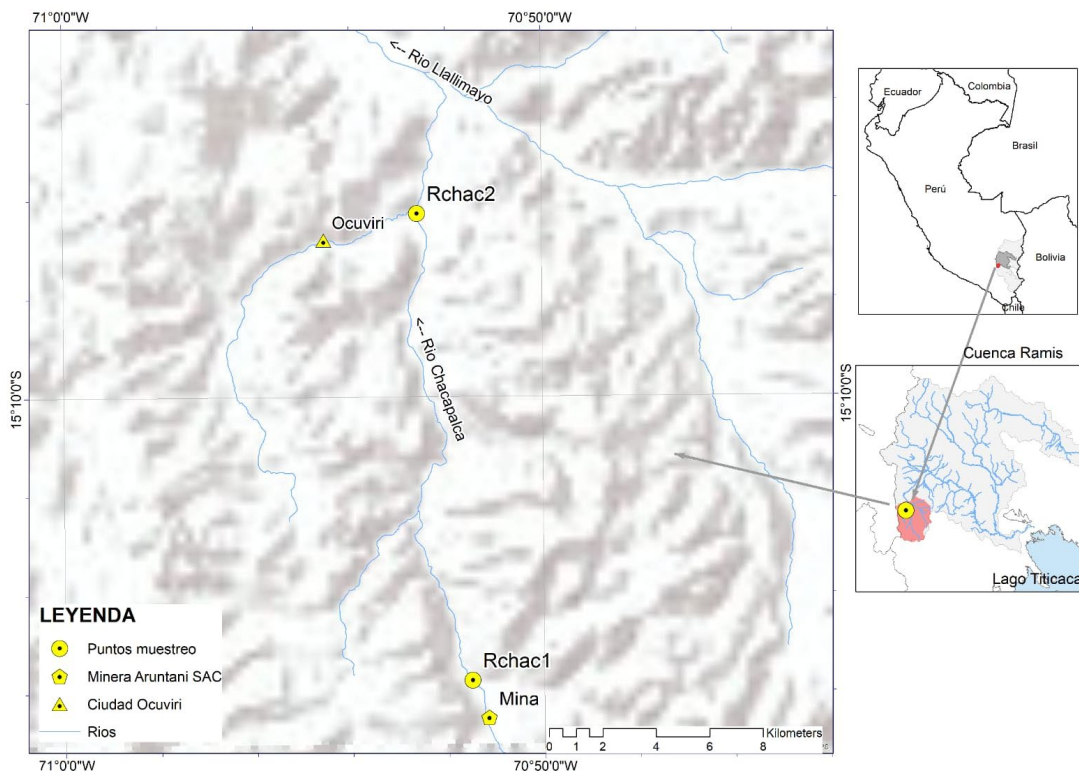 71°0'0"W
70°50'0"W
<--- Rio Llallimayo
Rchac2
Ocuviri
<--- Rio Chacapalca
15°10'0"S
15°10'0"S
LEYENDA
Puntos muestreo
Minera Aruntani SAC
Ciudad Ocuviri
Rios
Rchac1
Mina
Kilometers
0 1 2 4 6 8
71°0'0"W
70°50'0"W
Ecuador
Colombia
Brasil
Perú
Bolivia
Chile
Cuenca Ramis
Lago Titicaca